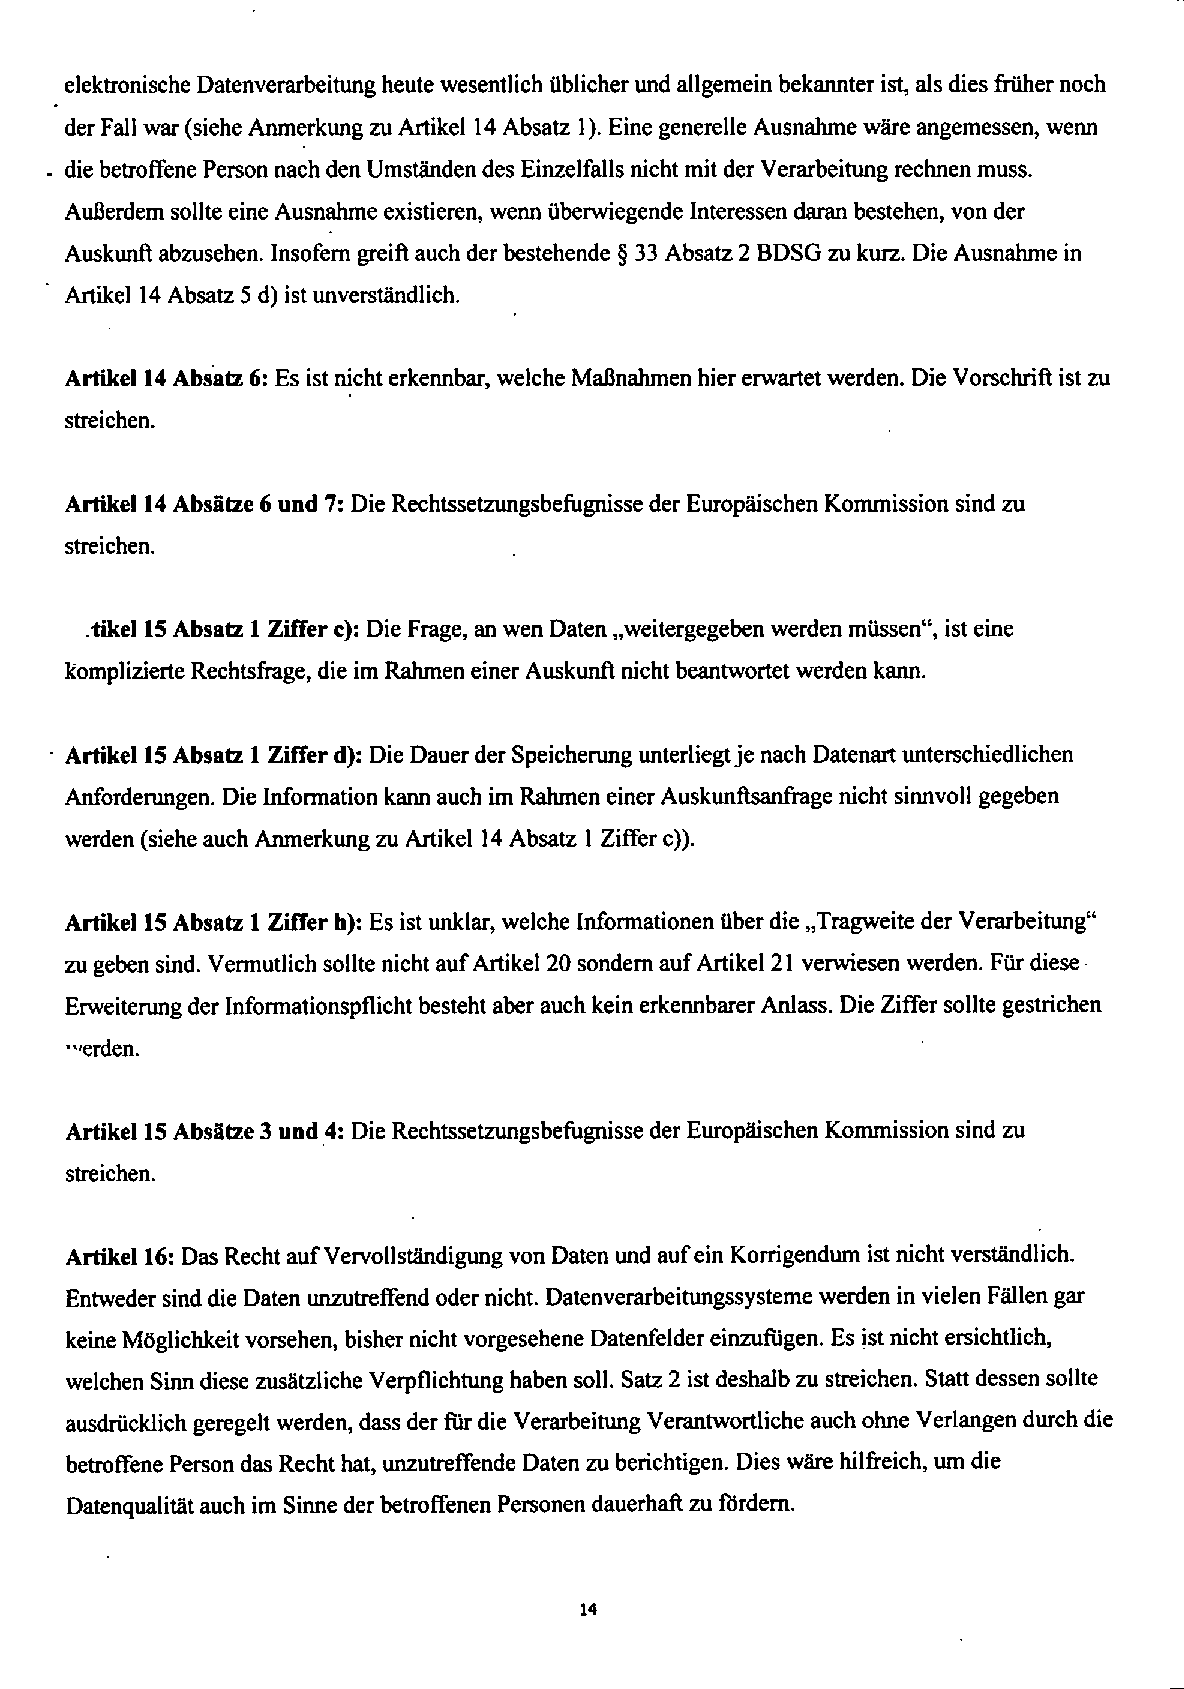 elektronische Datenverarbeitung heute wesentlich üblicher und allgemein bekannter ist, als dies früher noch
der Fall war (siehe Anmerkung zu Artikel 14 Absatz 1). Eine generelle Ausnahme wäre angemessen, wenn
die betroffene Person nach den Umständen des Einzelfalls nicht mit der Verarbeitung rechnen muss.
Außerdem sollte eine Ausnahme existieren, wenn überwiegende Interessen daran bestehen, von der
Auskunft abzusehen. Insofern greift auch der bestehende § 33 Absatz 2 BDSG zu kurz. Die Ausnahme in
Artikel 14 Absatz 5 d) ist unverständlich.
Artikel 14 Absatz 6: Es ist nicht erkennbar, welche Maßnahmen hier erwartet werden. Die Vorschrift ist zu
streichen.
Artikel 14 Absätze 6 und 7: Die Rechtssetzungsbefugnisse der Europäischen Kommission sind zu
streichen.
tikel 15 Absatz 1 Ziffer c): Die Frage, an wen Daten „weitergegeben werden müssen“, ist eine
komplizierte Rechtsfrage, die im Rahmen einer Auskunft nicht beantwortet werden kann.
Artikel 15 Absatz 1 Ziffer d): Die Dauer der Speicherung unterliegt je nach Datenart unterschiedlichen
Anforderungen. Die Information kann auch im Rahmen einer Auskunftsanfrage nicht sinnvoll gegeben
werden (siehe auch Anmerkung zu Artikel 14 Absatz 1 Ziffer c)).
Artikel 15 Absatz 1 Ziffer h): Es ist unklar, welche Informationen über die „Tragweite der Verarbeitung“
zu geben sind. Vermutlich sollte nicht auf Artikel 20 sondern auf Artikel 21 verwiesen werden. Für diese
Erweiterung der Informationspflicht besteht aber auch kein erkennbarer Anlass. Die Ziffer sollte gestrichen
werden.
Artikel 15 Absätze 3 und 4: Die Rechtssetzungsbefugnisse der Europäischen Kommission sind zu
streichen.
Artikel 16: Das Recht auf Vervollständigung von Daten und auf ein Korrigendum ist nicht verständlich.
Entweder sind die Daten unzutreffend oder nicht. Datenverarbeitungssysteme werden in vielen Fällen gar
keine Möglichkeit vorsehen, bisher nicht vorgesehene Datenfelder einzufügen. Es ist nicht ersichtlich,
welchen Sinn diese zusätzliche Verpflichtung haben soll. Satz 2 ist deshalb zu streichen. Statt dessen sollte
ausdrücklich geregelt werden, dass der für die Verarbeitung Verantwortliche auch ohne Verlangen durch die
betroffene Person das Recht hat, unzutreffende Daten zu berichtigen. Dies wäre hilfreich, um die
Datenqualität auch im Sinne der betroffenen Personen dauerhaft zu fördern.
14